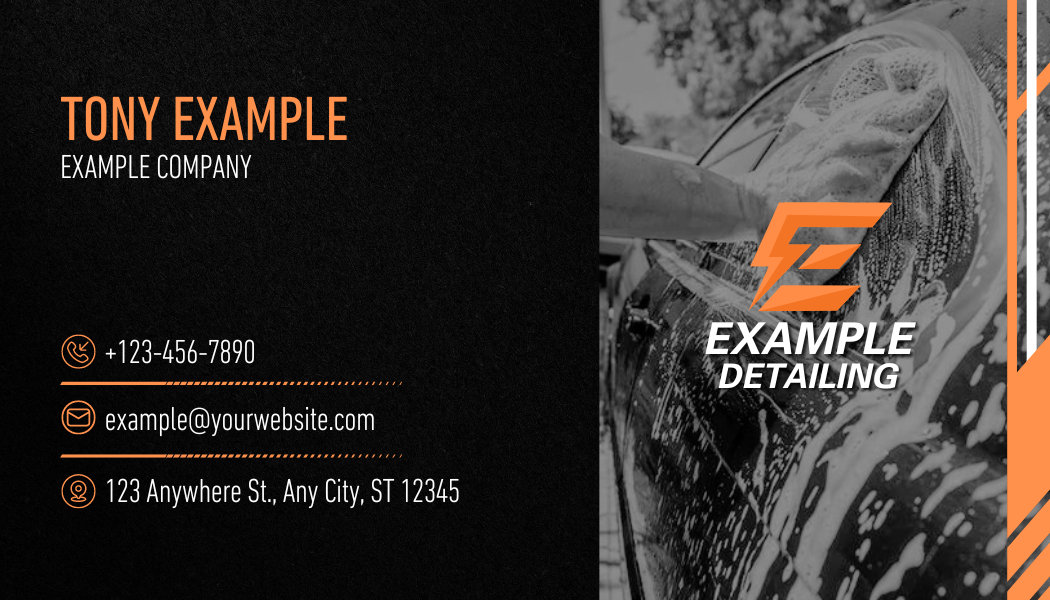 TONY EXAMPLE
EXAMPLE COMPANY
+123-456-7890
example@yourwebsite.com
123 Anywhere St., Any City, ST 12345
EXAMPLE
DETAILING